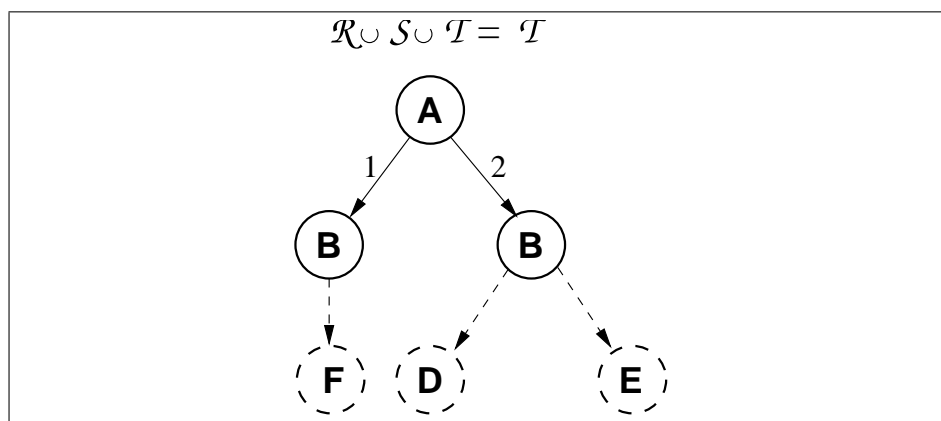 ℛ ∪ 𝒮 ∪ 𝒯 = 𝒯
A
1 2
B B
F D E